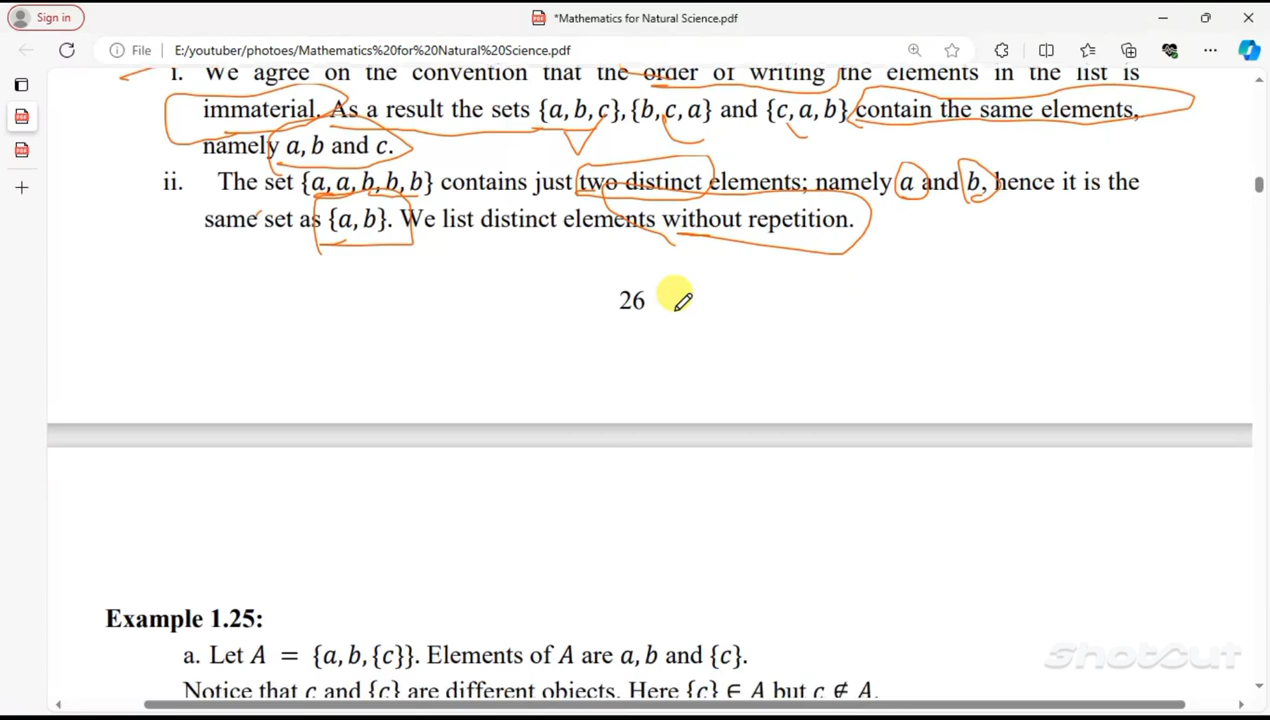 Sign in
*Mathematics for Natural Science.pdf
File
E:/youtuber/photoes/Mathematics%20for%20Natural%20Science.pdf
i. We agree on the convention that the order of writing the elements in the list is
immaterial. As a result the sets {a, b, c}, {b, c, a} and {c, a, b} contain the same elements,
namely a, b and c.
ii. The set {a, a, b, b, b} contains just two distinct elements; namely a and b, hence it is the
same set as {a, b}. We list distinct elements without repetition.
26
Example 1.25:
a. Let A = {a, b, {c}}. Elements of A are a, b and {c}.
Notice that c and {c} are different objects. Here {c} ∈ A but c ∉ A.
shotcut